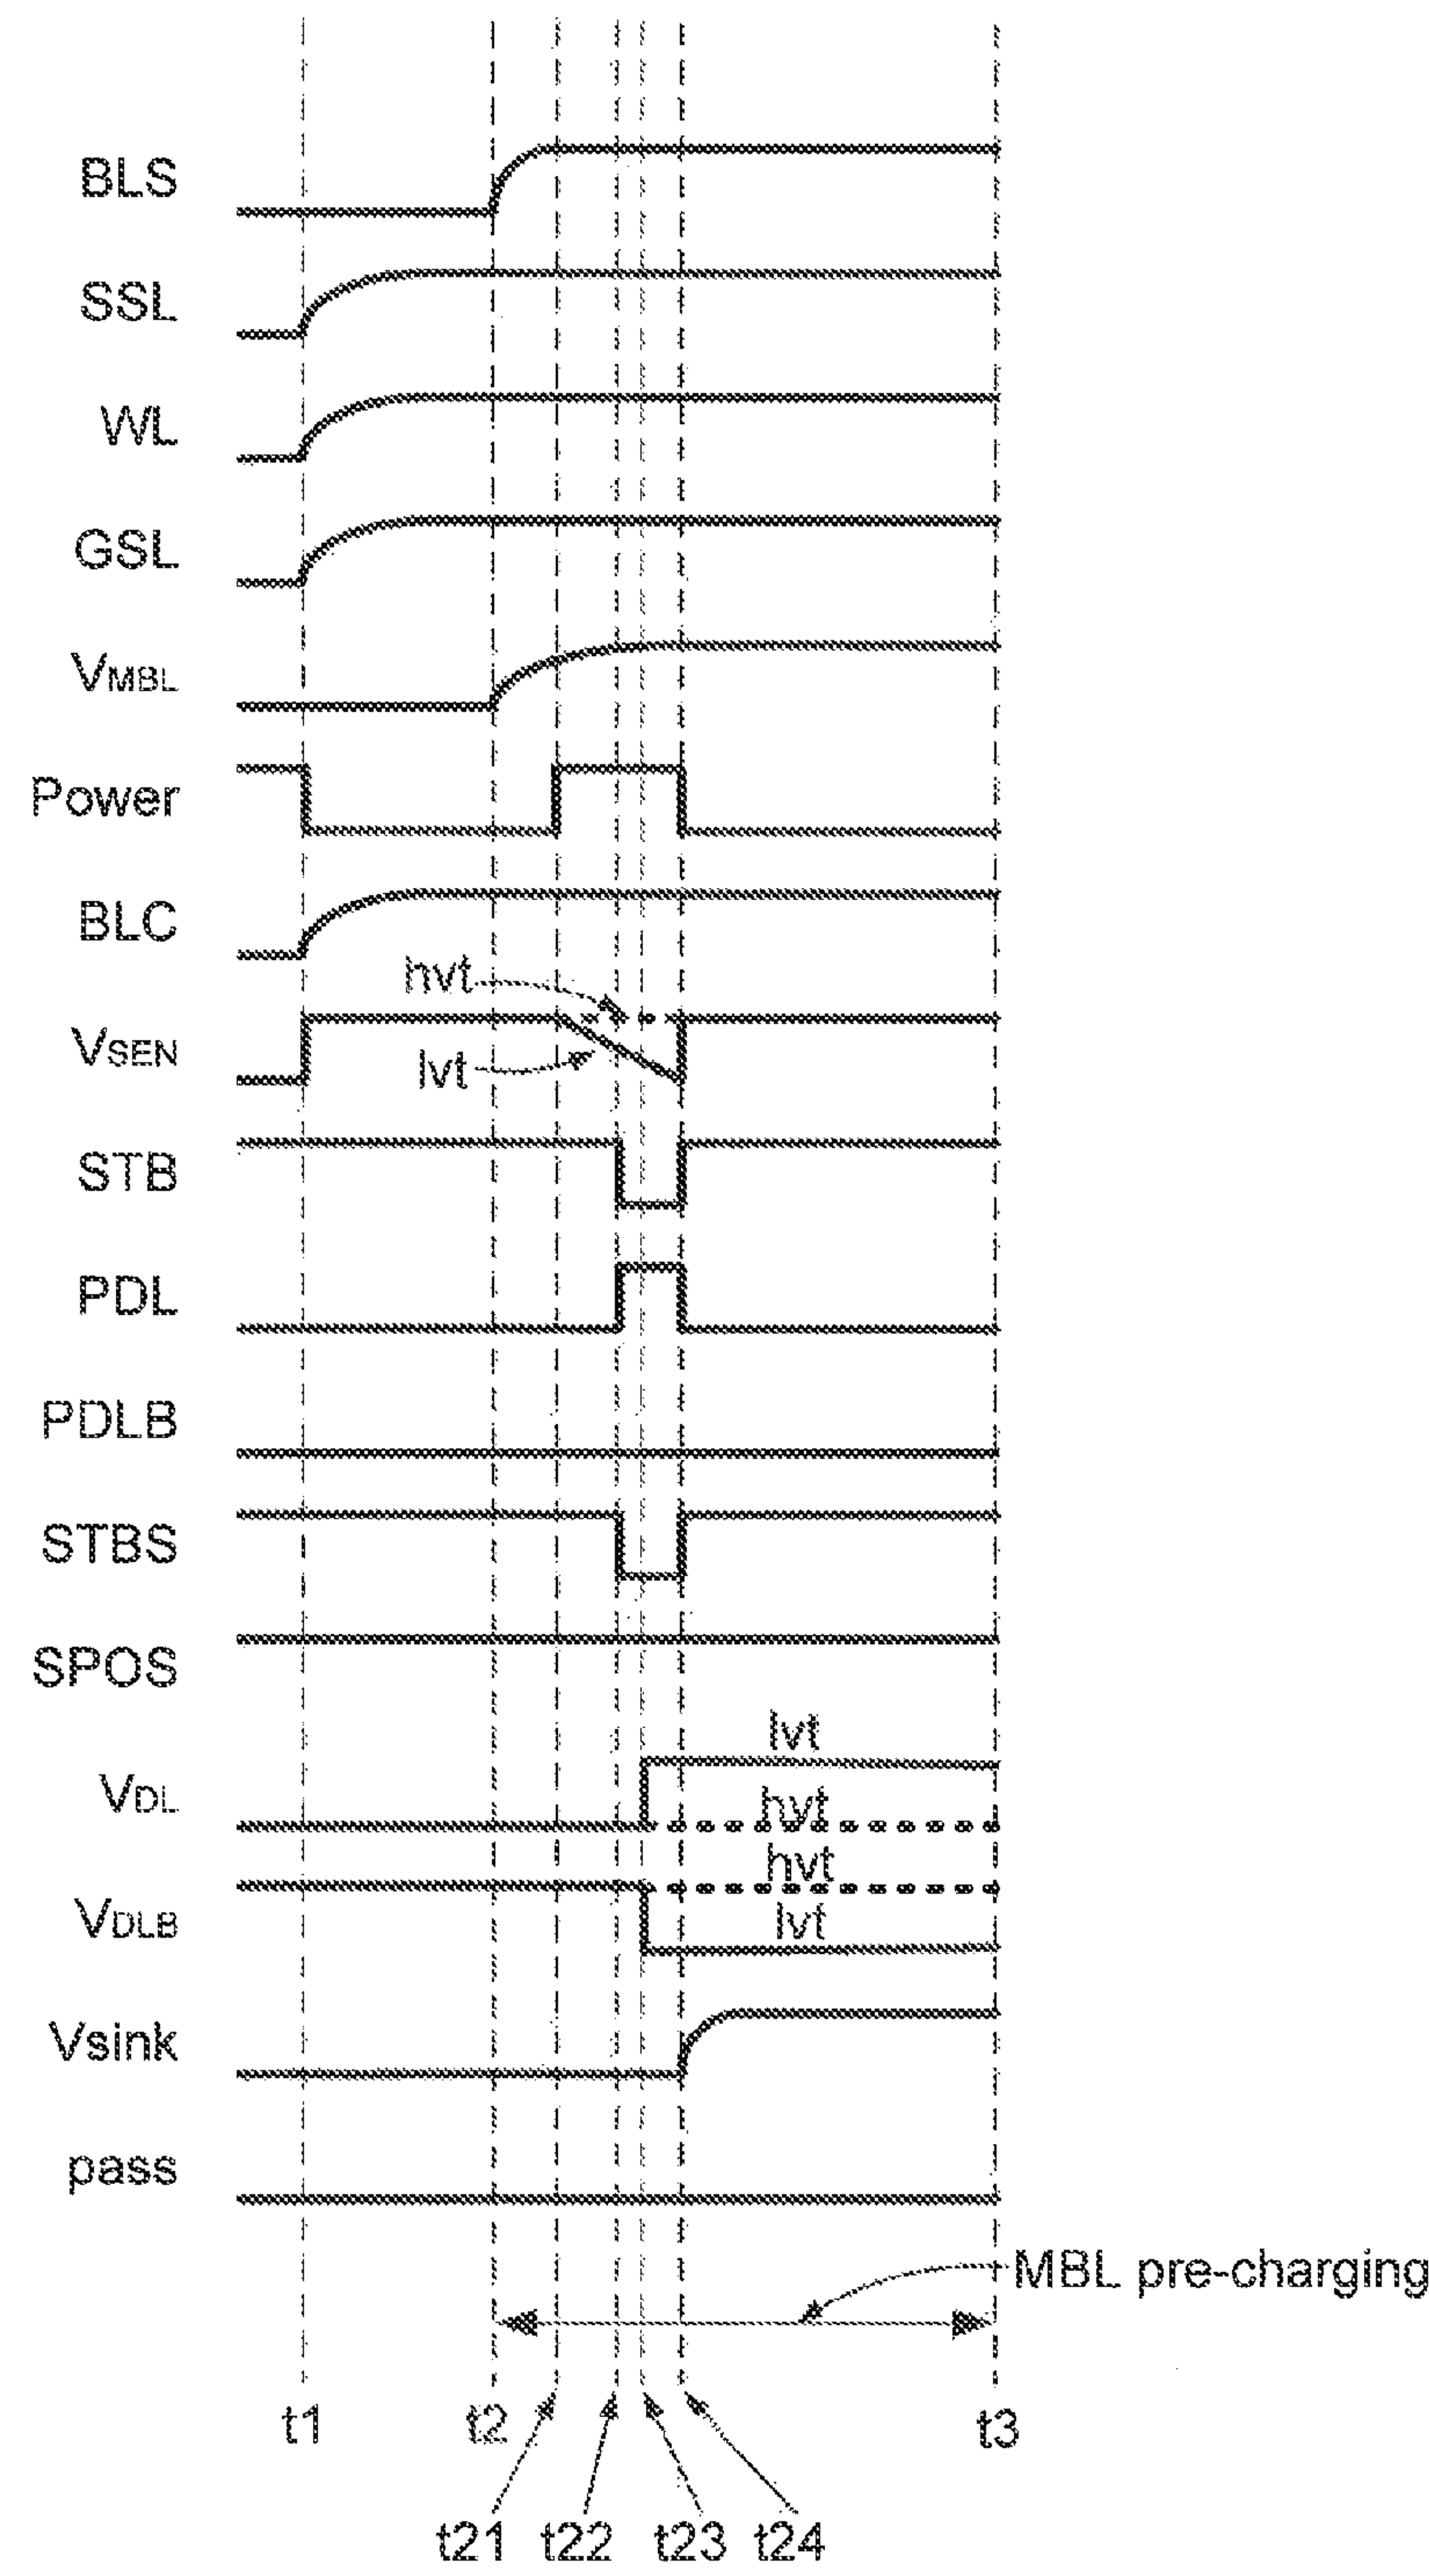 BLS
SSL
WL
GSL
VMBL
Power
BLC
hvt
VSEN
lvt
STB
PDL
PDLB
STBS
SPOS
lvt
VDL
hvt
hvt
VDLB
lvt
Vsink
pass
MBL pre-charging
t1 t2 t3
t21 t22 t23 t24